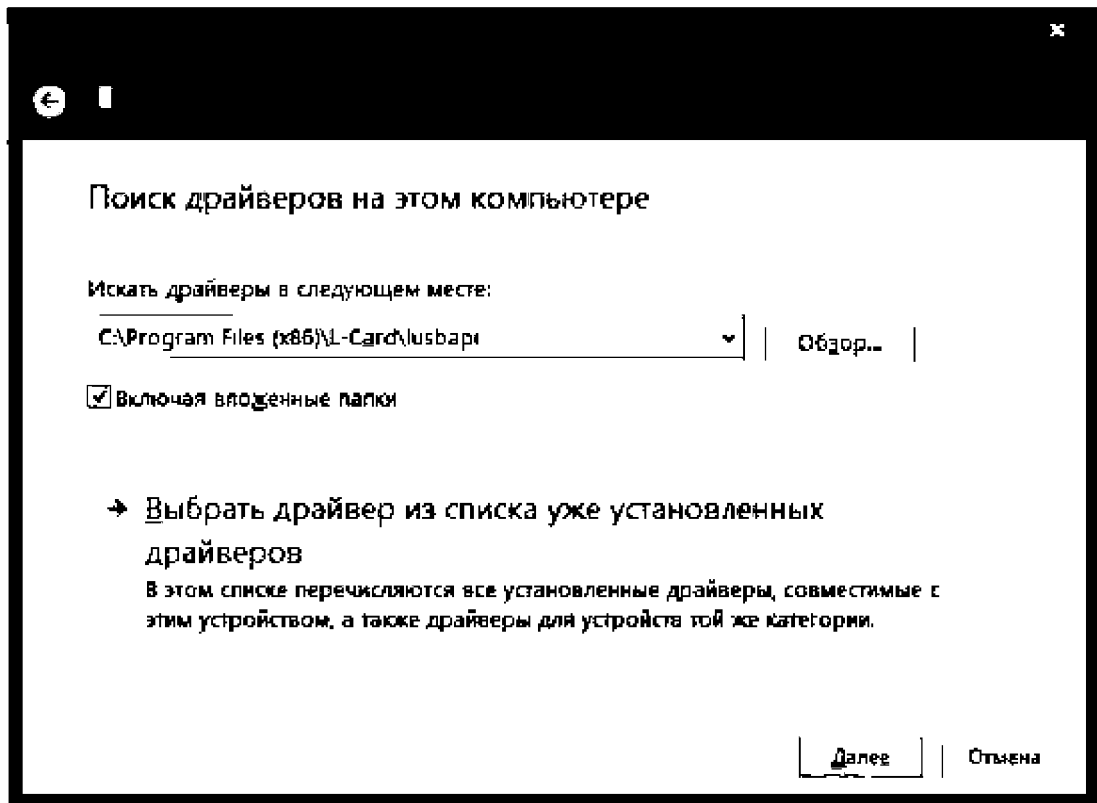 Поиск драйверов на этом компьютере
Искать драйверы в следующем месте:
C:\Program Files (x86)\L-Card\lusbapi
Обзор...
Включая вложенные папки
Выбрать драйвер из списка уже установленных
драйверов
В этом списке перечисляются все установленные драйверы, совместимые с
этим устройством, а также драйверы для устройств той же категории.
Далее
Отмена